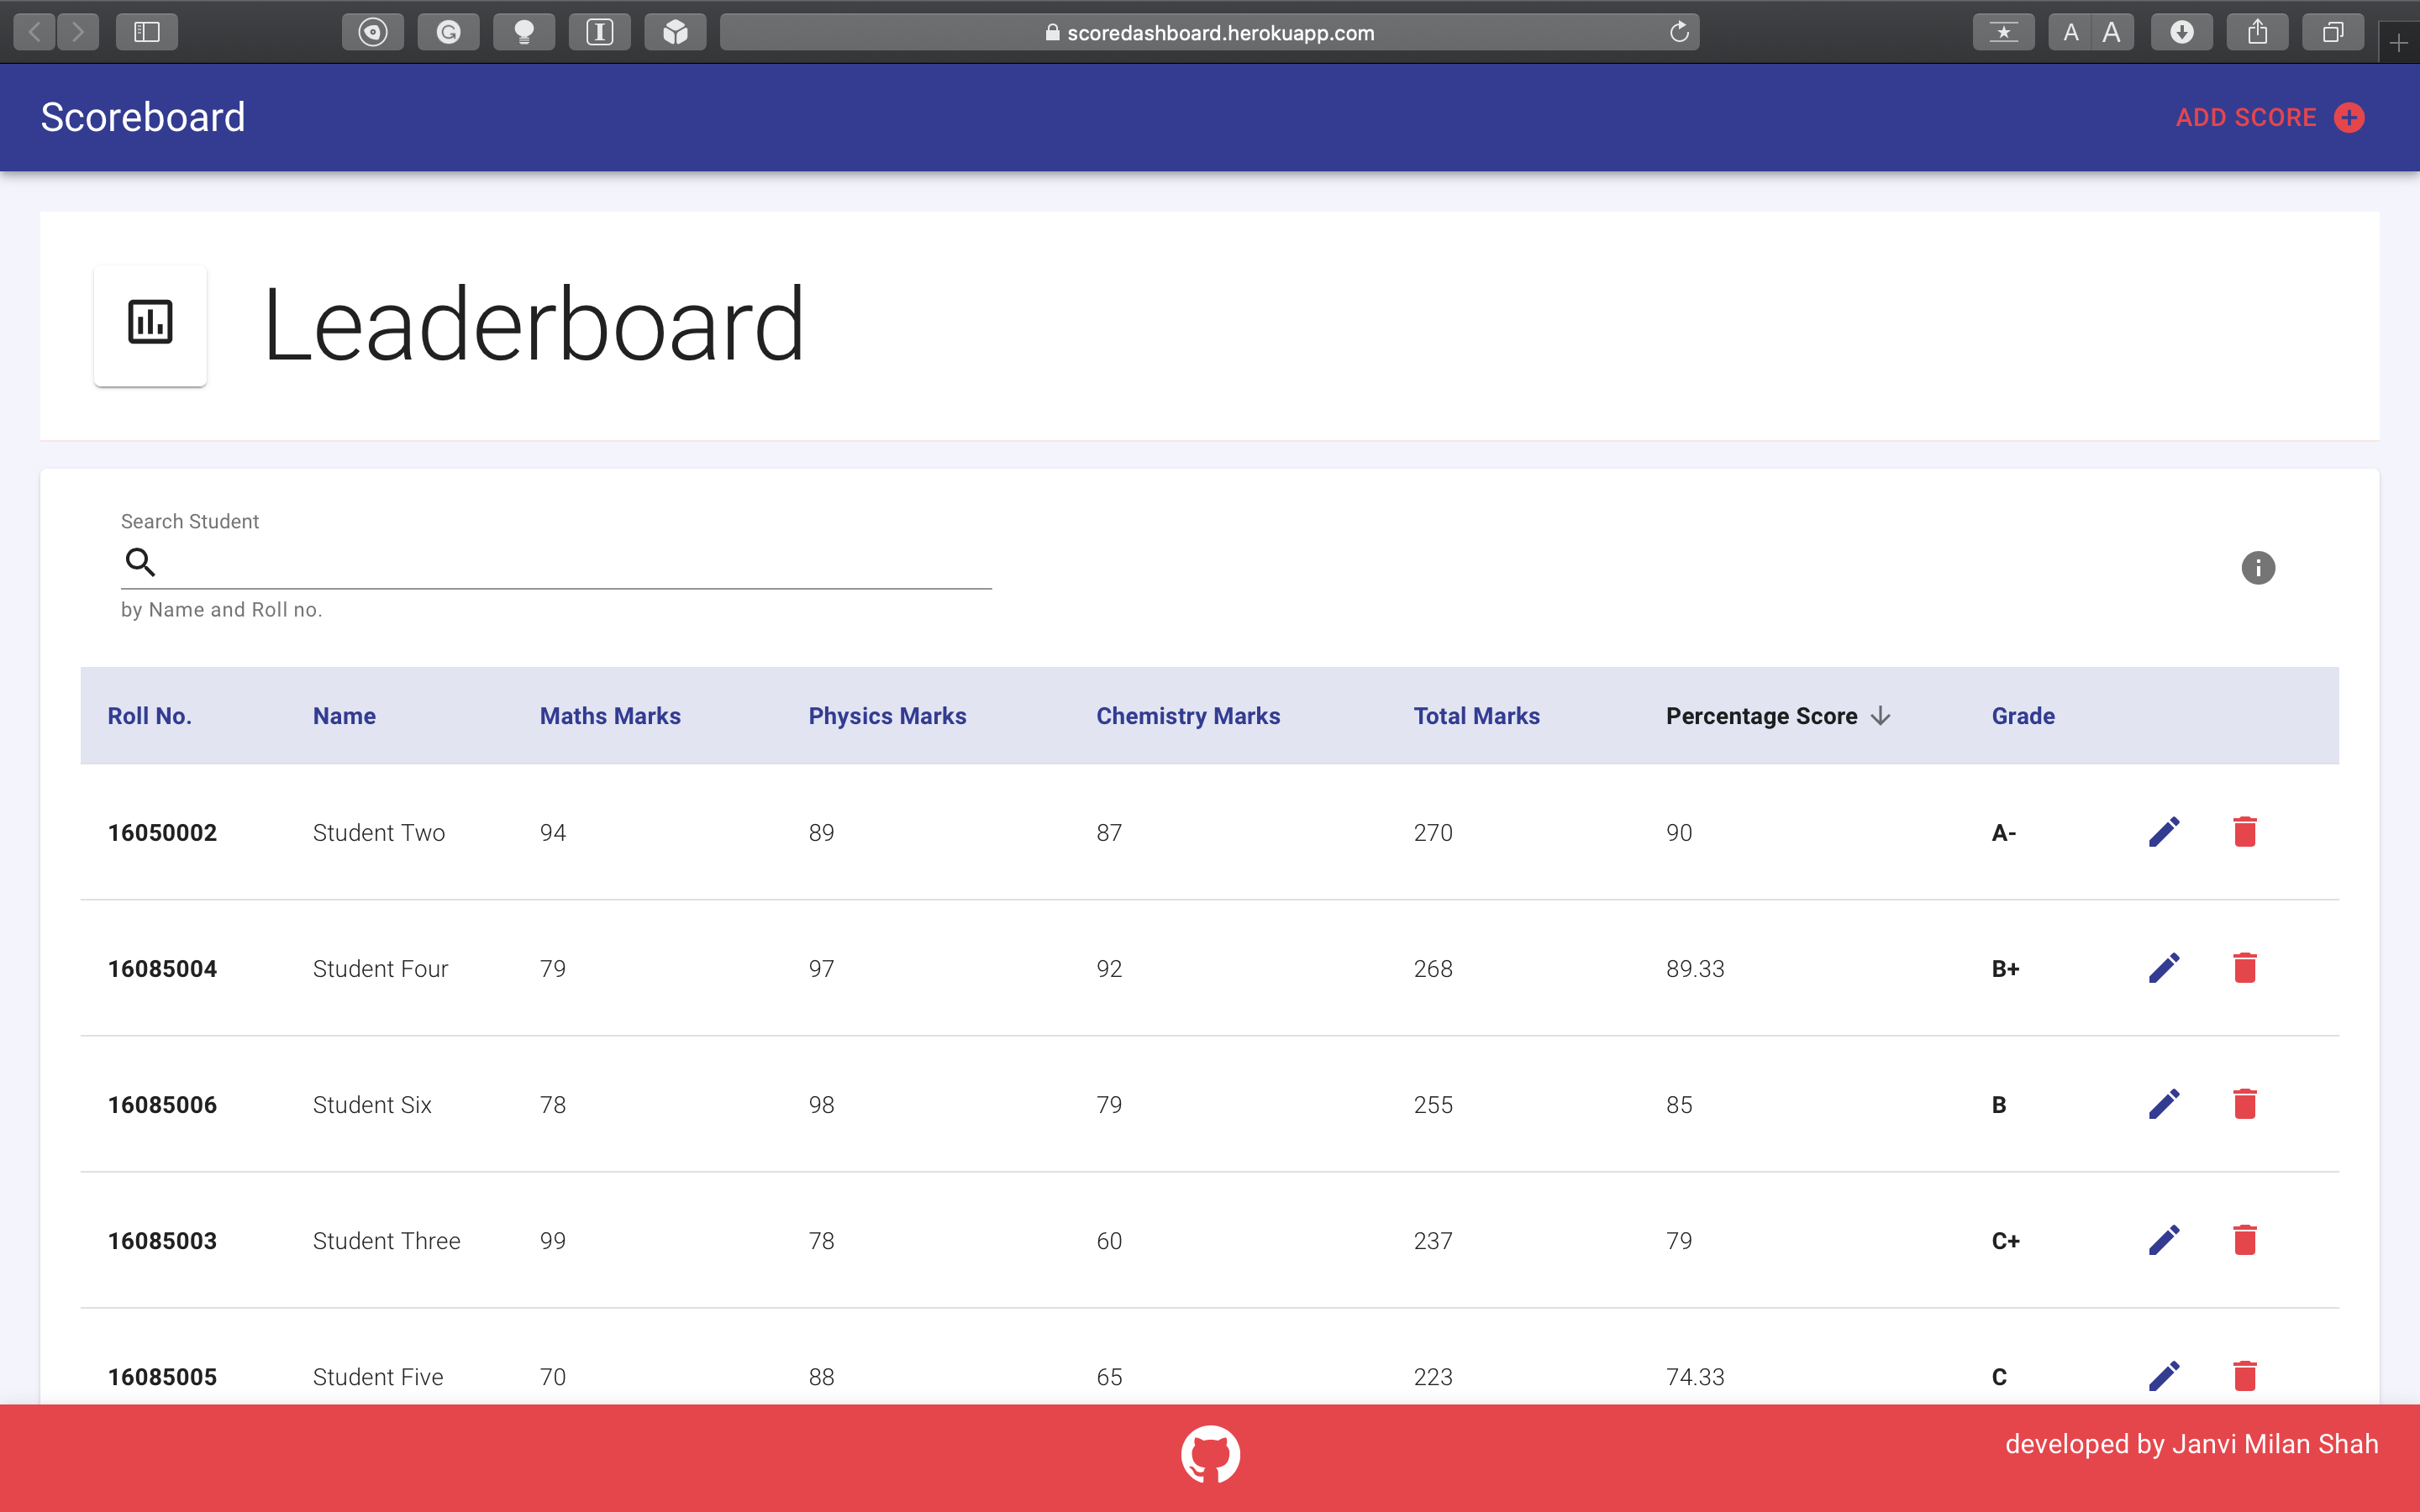 scoredashboard.herokuapp.com
A A
Scoreboard
ADD SCORE
Leaderboard
Search Student
by Name and Roll no.
Roll No. Name Maths Marks Physics Marks Chemistry Marks Total Marks Percentage Score Grade
16050002 Student Two 94 89 87 270 90 A-
16085004 Student Four 79 97 92 268 89.33 B+
16085006 Student Six 78 98 79 255 85 B
16085003 Student Three 99 78 60 237 79 C+
16085005 Student Five 70 88 65 223 74.33 C
developed by Janvi Milan Shah